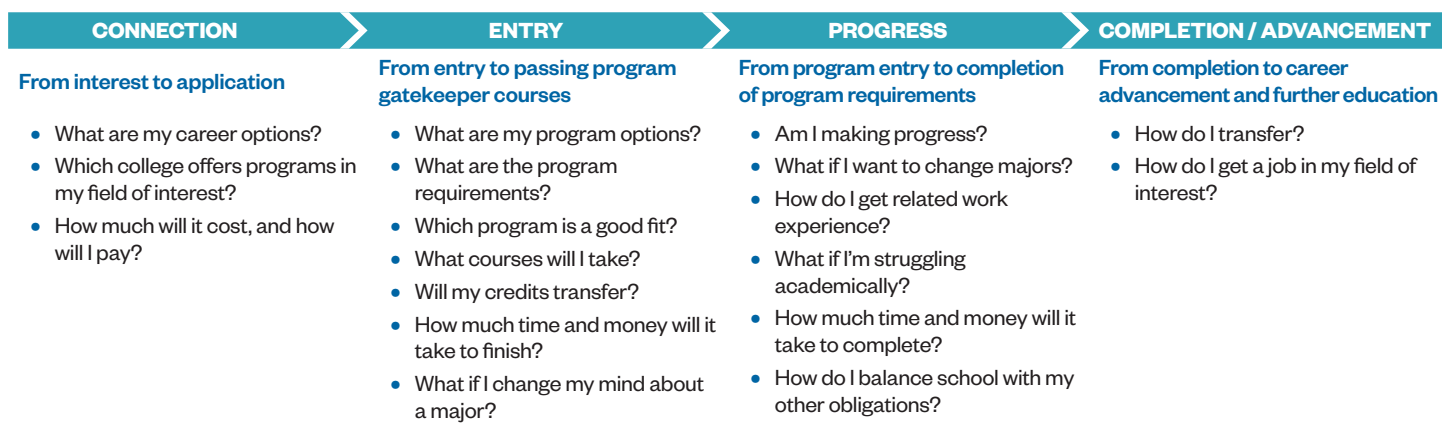 CONNECTION
ENTRY
PROGRESS
COMPLETION / ADVANCEMENT
From interest to application
• What are my career options?
• Which college offers programs in
my field of interest?
• How much will it cost, and how
will I pay?
From entry to passing program
gatekeeper courses
• What are my program options?
• What are the program
requirements?
• Which program is a good fit?
• What courses will I take?
• Will my credits transfer?
• How much time and money will it
take to finish?
• What if I change my mind about
a major?
From program entry to completion
of program requirements
• Am I making progress?
• What if I want to change majors?
• How do I get related work
experience?
• What if I'm struggling
academically?
• How much time and money will it
take to complete?
• How do I balance school with my
other obligations?
From completion to career
advancement and further education
• How do I transfer?
• How do I get a job in my field of
interest?